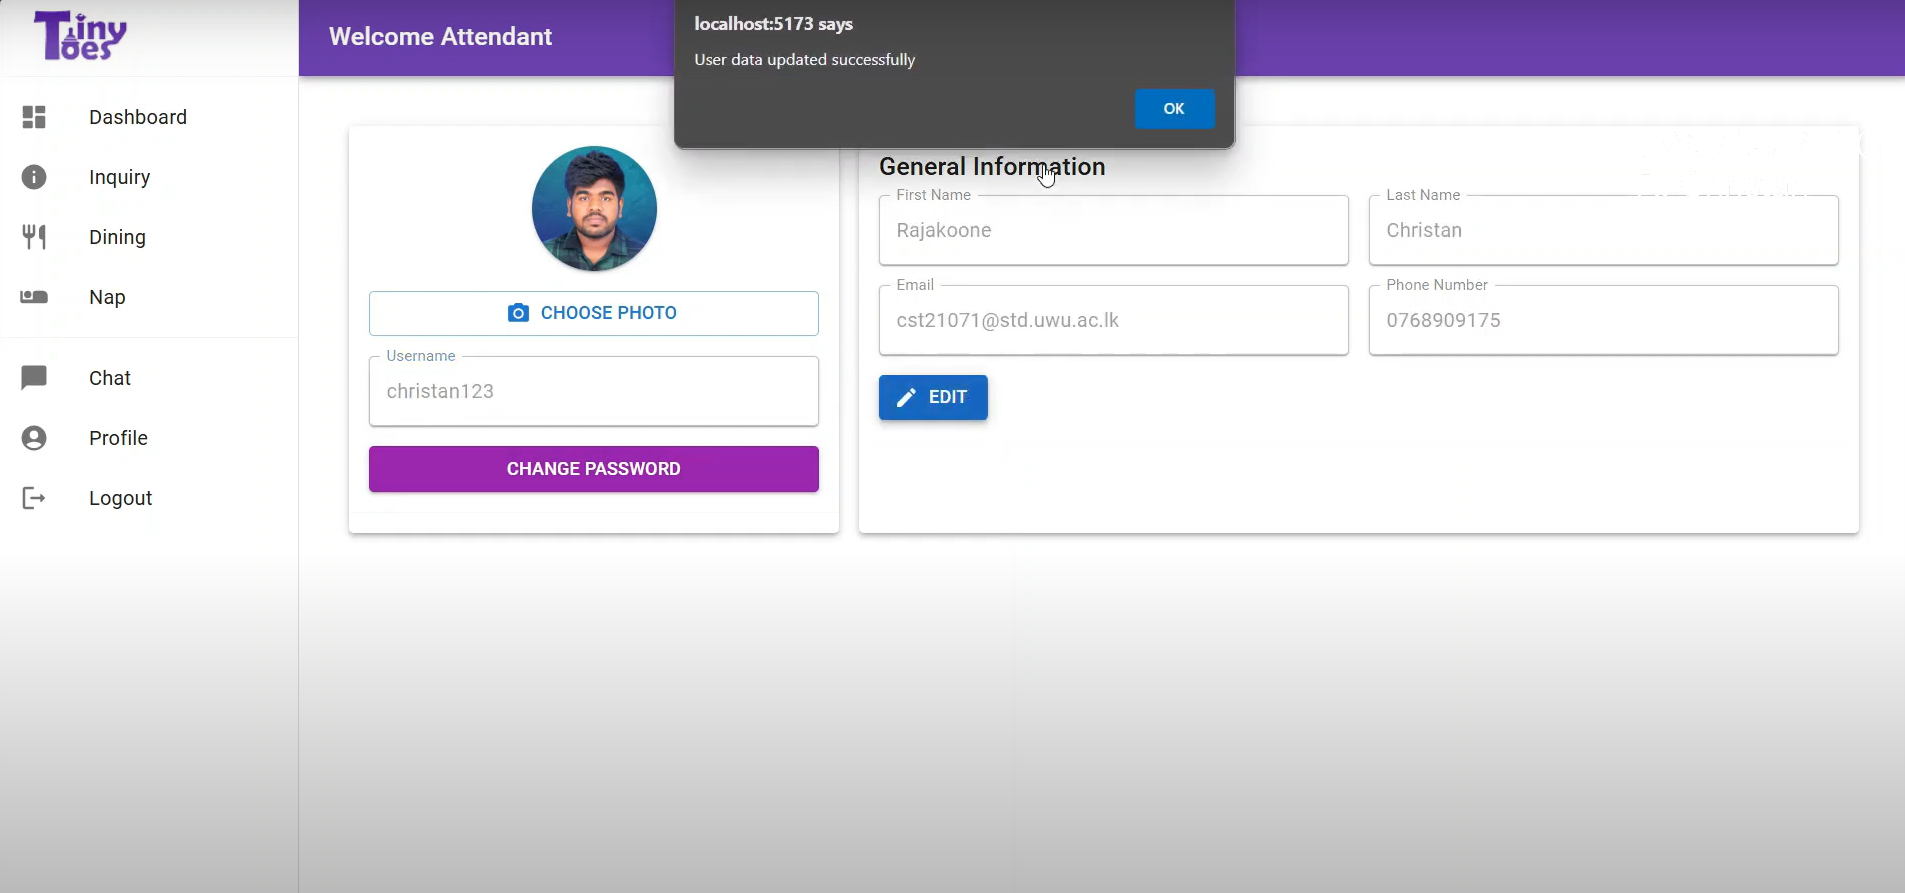 Tiny Toes
Welcome Attendant
localhost:5173 says
User data updated successfully
OK
Dashboard
Inquiry
Dining
Nap
Chat
Profile
Logout
CHOOSE PHOTO
Username
christan123
CHANGE PASSWORD
General Information
First Name
Rajakoone
Last Name
Christan
Email
cst21071@std.uwu.ac.lk
Phone Number
0768909175
EDIT